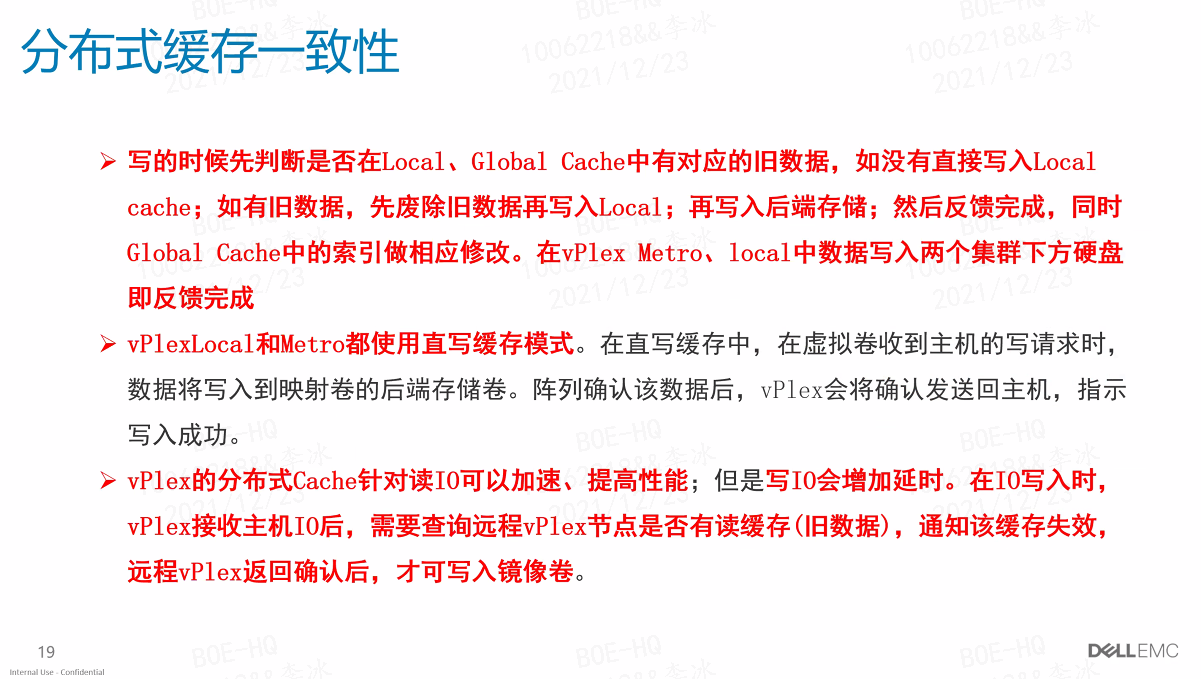 分布式缓存一致性
➢ 写的时候先判断是否在Local、Global Cache中有对应的旧数据，如没有直接写入Local
cache；如有旧数据，先废除旧数据再写入Local；再写入后端存储；然后反馈完成，同时
Global Cache中的索引做相应修改。在vPlex Metro、local中数据写入两个集群下方硬盘
即反馈完成
➢ vPlexLocal和Metro都使用直写缓存模式。在直写缓存中，在虚拟卷收到主机的写请求时，
数据将写入到映射卷的后端存储卷。阵列确认该数据后，vPlex会将确认发送回主机，指示
写入成功。
➢ vPlex的分布式Cache针对读IO可以加速、提高性能；但是写IO会增加延时。在IO写入时，
vPlex接收主机IO后，需要查询远程vPlex节点是否有读缓存(旧数据)，通知该缓存失效，
远程vPlex返回确认后，才可写入镜像卷。
19
Internal Use - Confidential
DELLEMC
BOE-HQ
10062218&&李冰
2021/12/23